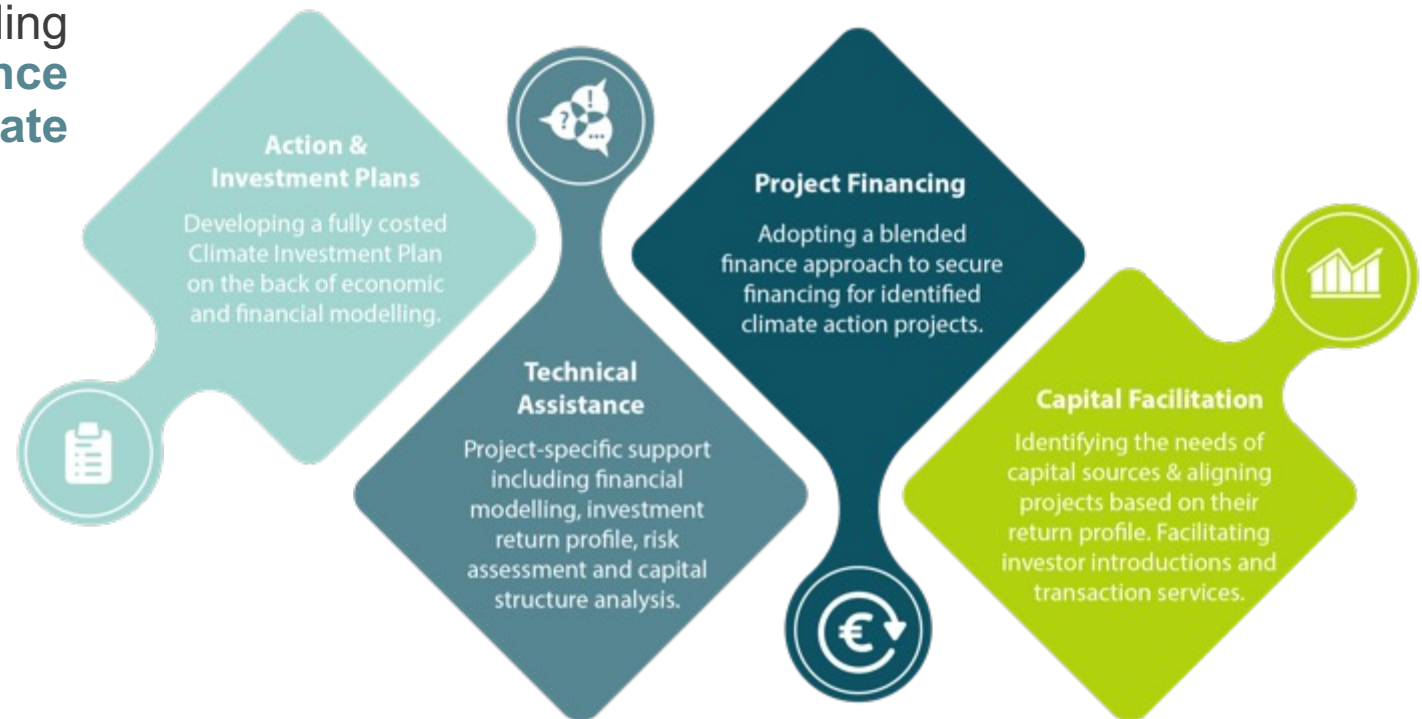 ling
nce
ate
Action &
Investment Plans
Developing a fully costed
Climate Investment Plan
on the back of economic
and financial modelling.
Technical
Assistance
Project-specific support
including financial
modelling, investment
return profile, risk
assessment and capital
structure analysis.
Project Financing
Adopting a blended
finance approach to secure
financing for identified
climate action projects.
€
Capital Facilitation
Identifying the needs of
capital sources & aligning
projects based on their
return profile. Facilitating
investor introductions and
transaction services.